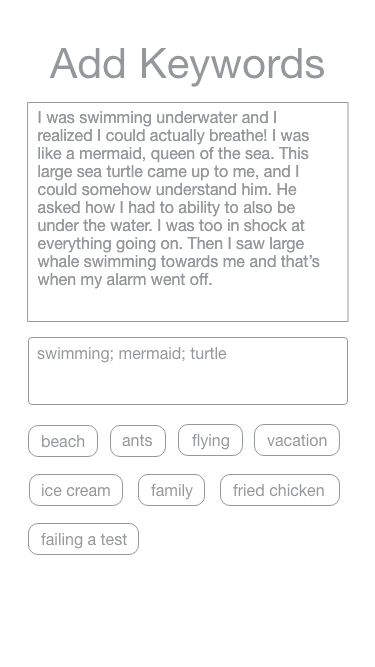 Add Keywords
I was swimming underwater and I
realized I could actually breathe! I was
like a mermaid, queen of the sea. This
large sea turtle came up to me, and I
could somehow understand him. He
asked how I had to ability to also be
under the water. I was too in shock at
everything going on. Then I saw large
whale swimming towards me and that's
when my alarm went off.
swimming; mermaid; turtle
beach ants flying vacation
ice cream family fried chicken
failing a test